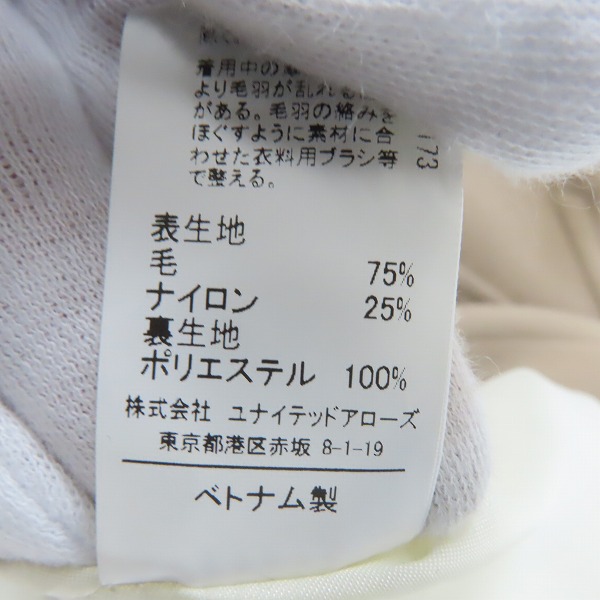 着用中の
より毛羽が乱れる
がある。毛羽の絡みを
ほぐすように素材に合
わせた衣料用ブラシ等
で整える。
173
表生地
毛 75%
ナイロン 25%
裏生地
ポリエステル 100%
株式会社 ユナイテッドアローズ
東京都港区赤坂 8-1-19
ベトナム製